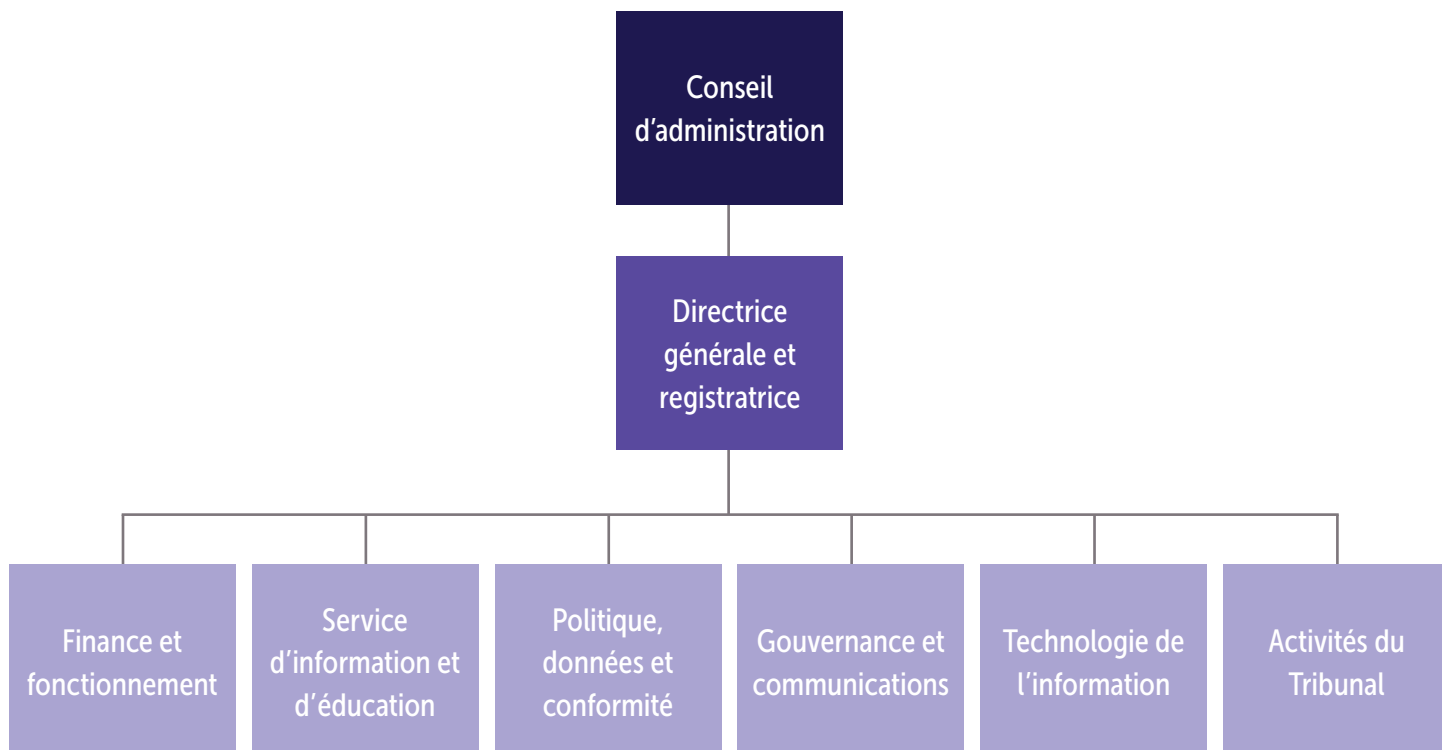 Conseil
d’administration
Directrice
générale et
registratrice
Finance et
fonctionnement
Service
d’information et
d’éducation
Politique,
données et
conformité
Gouvernance et
communications
Technologie de
l’information
Activités du
Tribunal